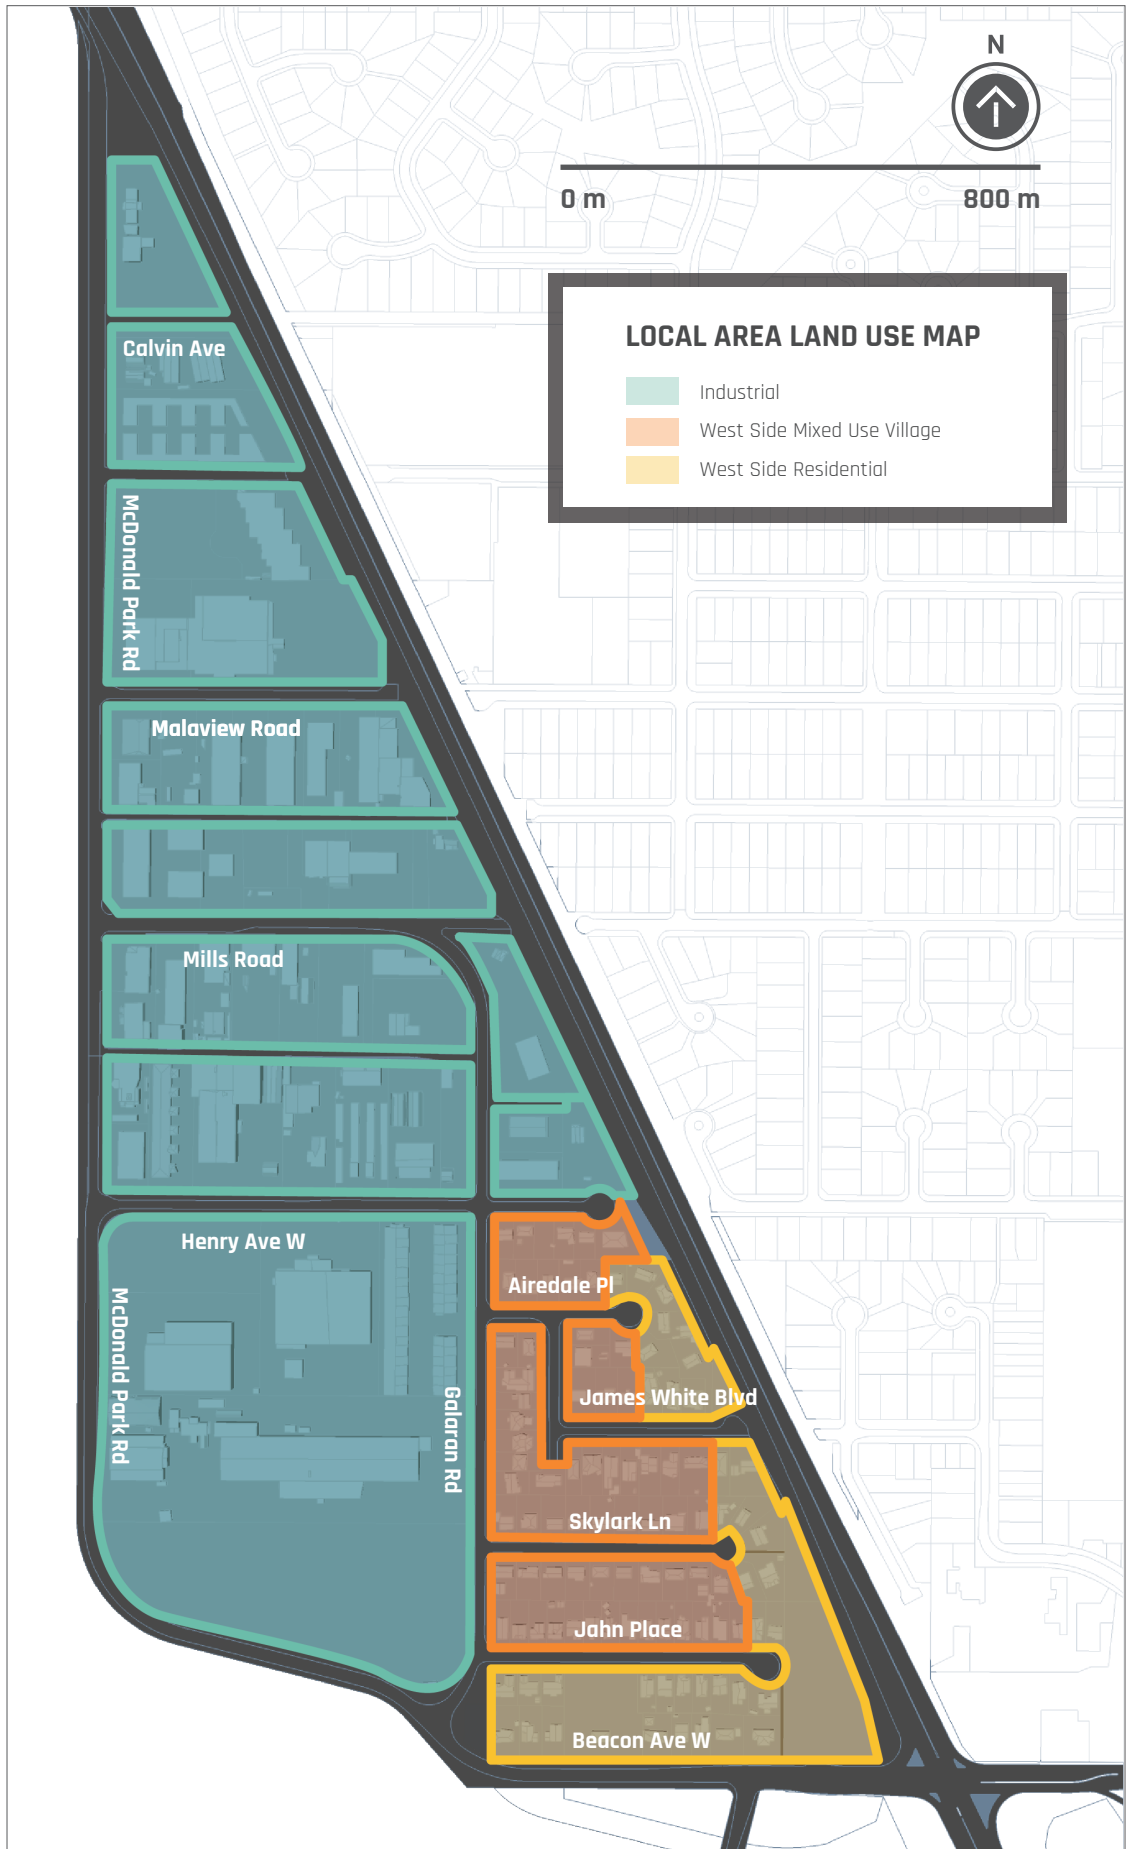 N
0 m
800 m
LOCAL AREA LAND USE MAP
Industrial
West Side Mixed Use Village
West Side Residential
Calvin Ave
McDonald Park Rd
Malaview Road
Mills Road
Henry Ave W
McDonald Park Rd
Galaran Rd
Airedale Pl
James White Blvd
Skylark Ln
Jahn Place
Beacon Ave W